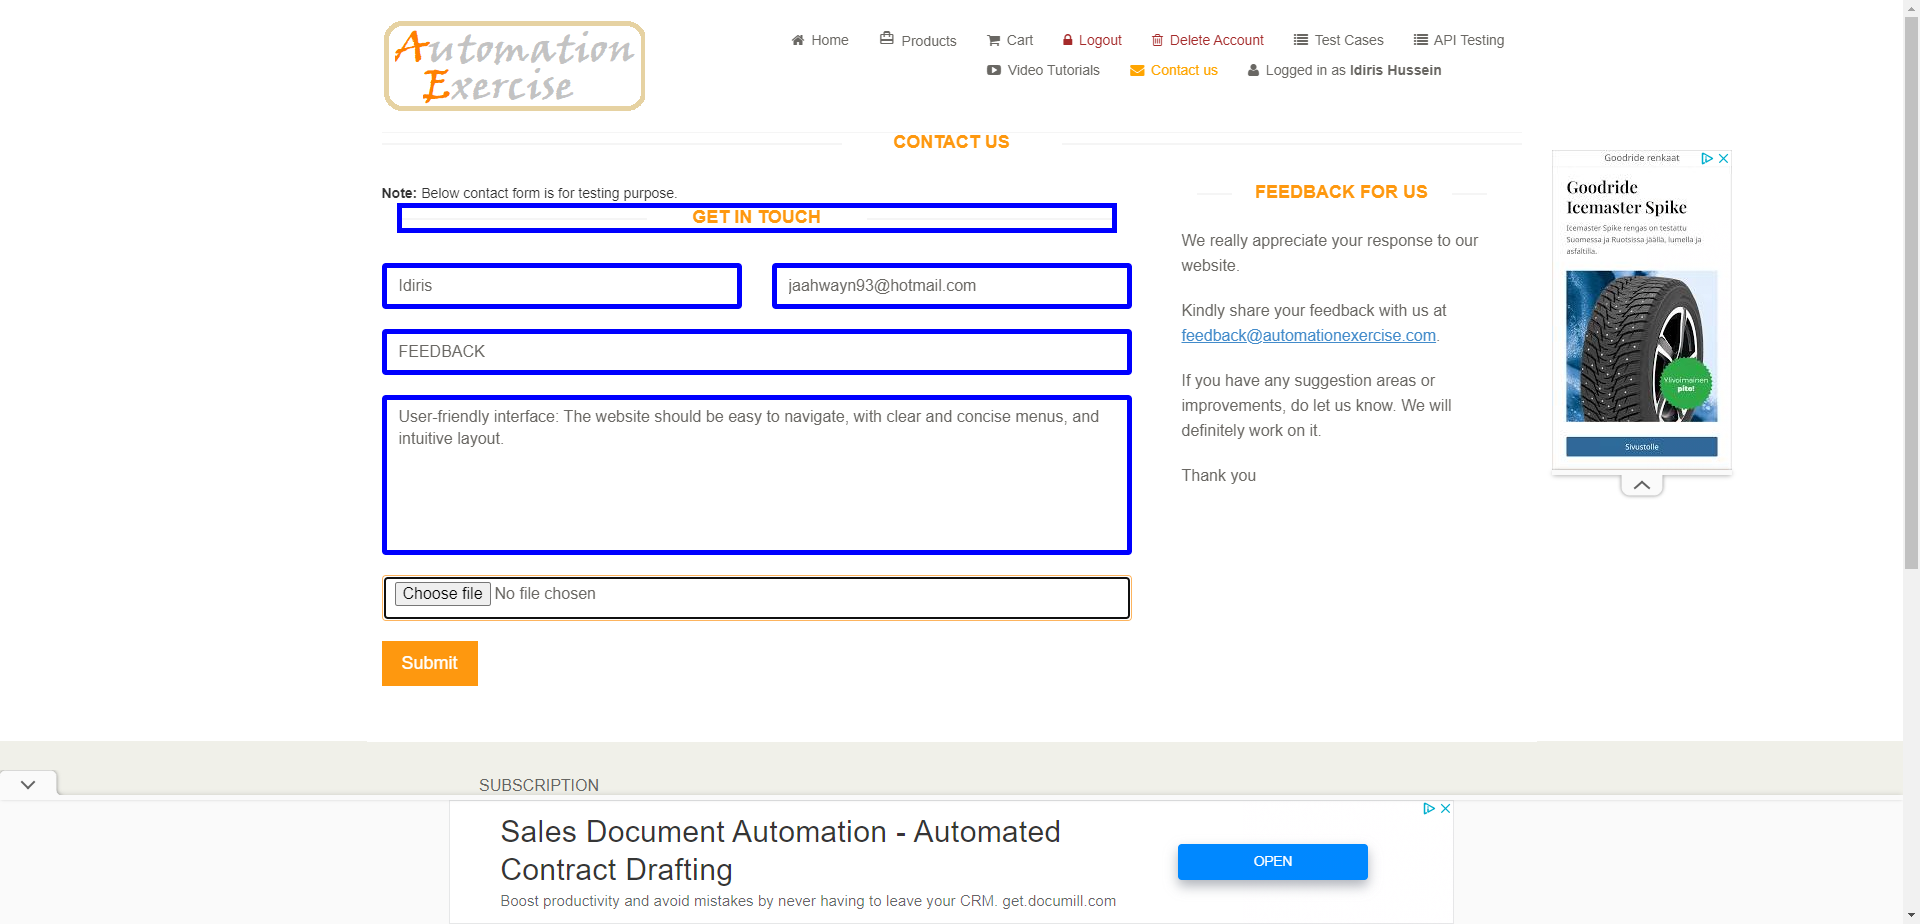 Automation
Exercise
Home
Products
Cart
Logout
Delete Account
Test Cases
API Testing
Video Tutorials
Contact us
Logged in as Idiris Hussein
CONTACT US
Note: Below contact form is for testing purpose.
GET IN TOUCH
Idiris
jaahwayn93@hotmail.com
FEEDBACK
User-friendly interface: The website should be easy to navigate, with clear and concise menus, and
intuitive layout.
Choose file No file chosen
Submit
FEEDBACK FOR US
We really appreciate your response to our
website.
Kindly share your feedback with us at
feedback@automationexercise.com.
If you have any suggestion areas or
improvements, do let us know. We will
definitely work on it.
Thank you
Goodride renkaat
Goodride
Icemaster Spike
Icemaster Spike rengas on testattu
Suomessa ja Ruotsissa jäällä, lumella ja
asfaltilla.
Ylivoimainen
pito!
Sivustolle
SUBSCRIPTION
Sales Document Automation - Automated
Contract Drafting
Boost productivity and avoid mistakes by never having to leave your CRM. get.documill.com
OPEN